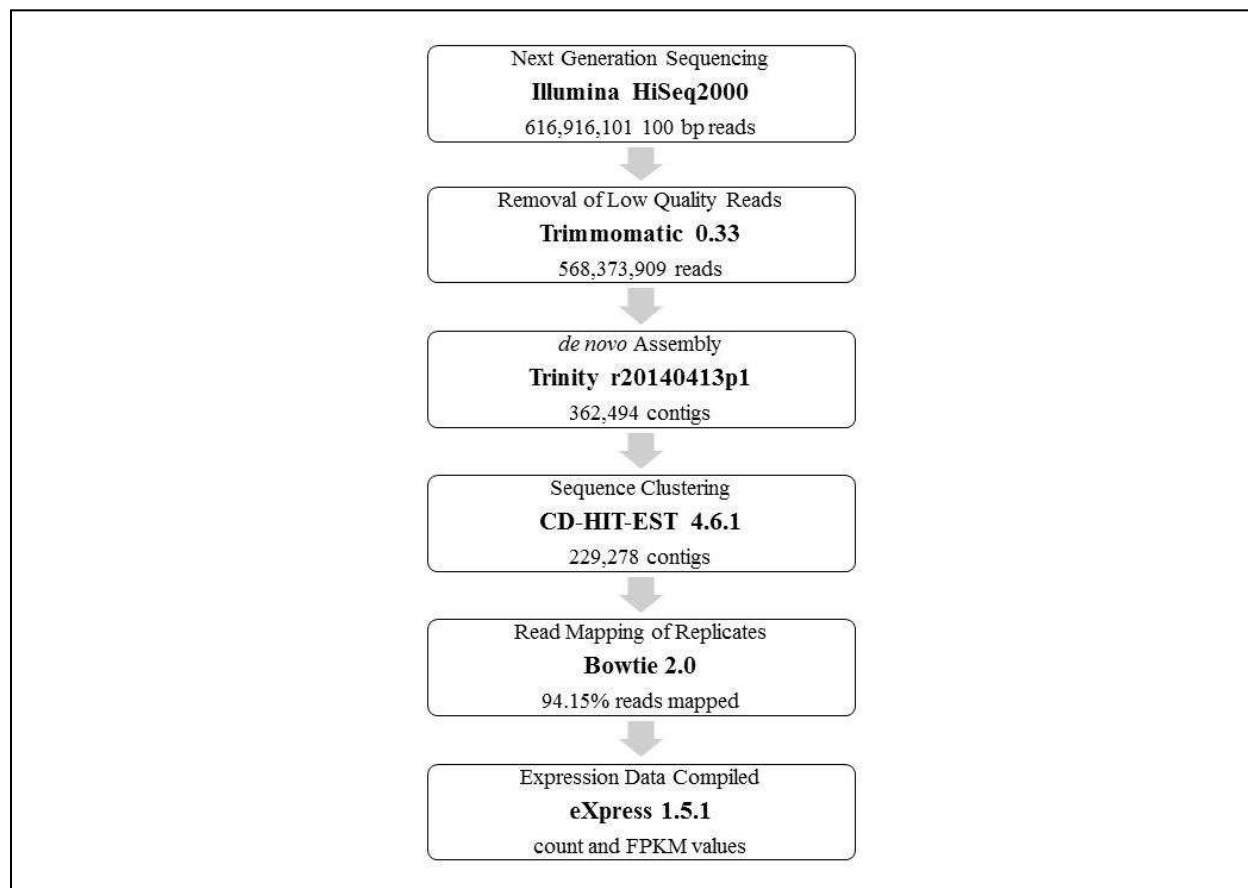 Next Generation Sequencing
Illumina HiSeq2000
616,916,101 100 bp reads
Removal of Low Quality Reads
Trimmomatic 0.33
568,373,909 reads
de novo Assembly
Trinity r20140413p1
362,494 contigs
Sequence Clustering
CD-HIT-EST 4.6.1
229,278 contigs
Read Mapping of Replicates
Bowtie 2.0
94.15% reads mapped
Expression Data Compiled
eXpress 1.5.1
count and FPKM values